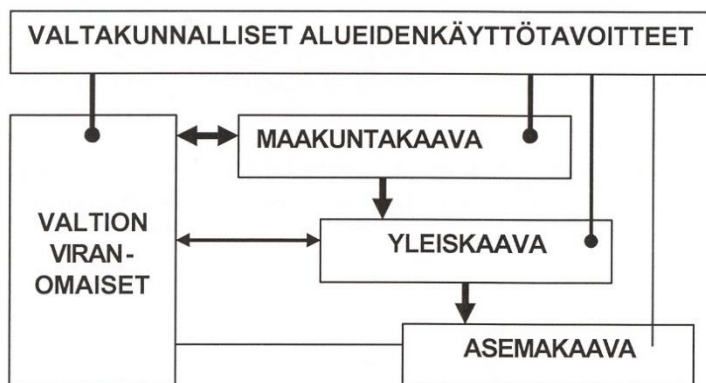 VALTAKUNNALLISET ALUEIDENKÄYTTÖTAVOITTEET
MAAKUNTAKAAVA
VALTION
VIRAN-
OMAISET
YLEISKAAVA
ASEMAKAAVA